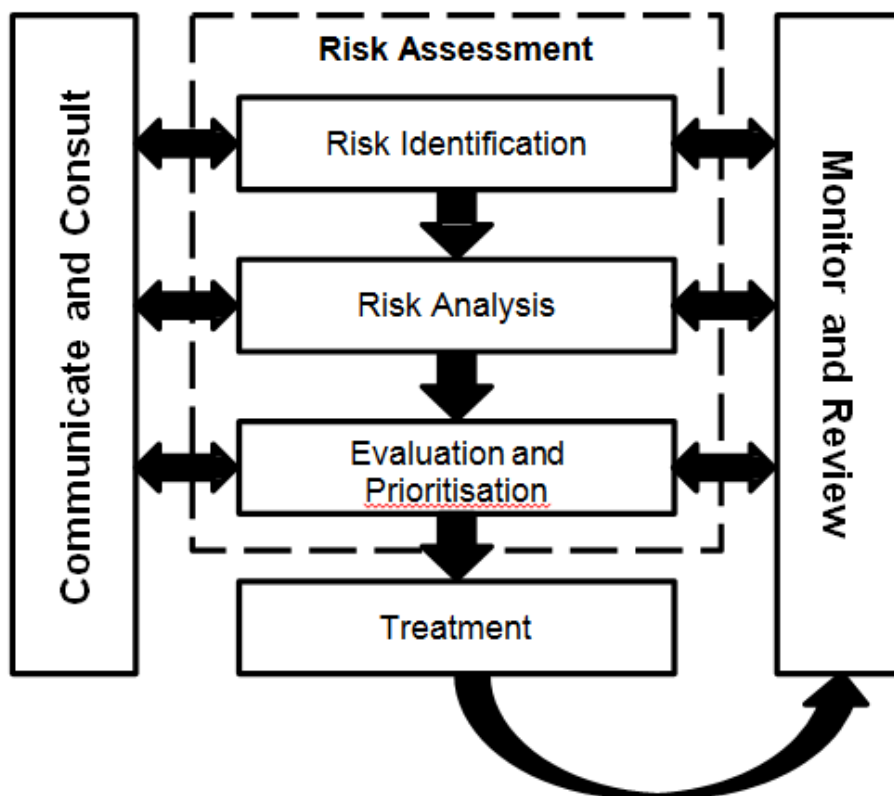 Risk Assessment
Communicate and Consult
Risk Identification
Monitor and Review
Risk Analysis
Evaluation and
Prioritisation
Treatment